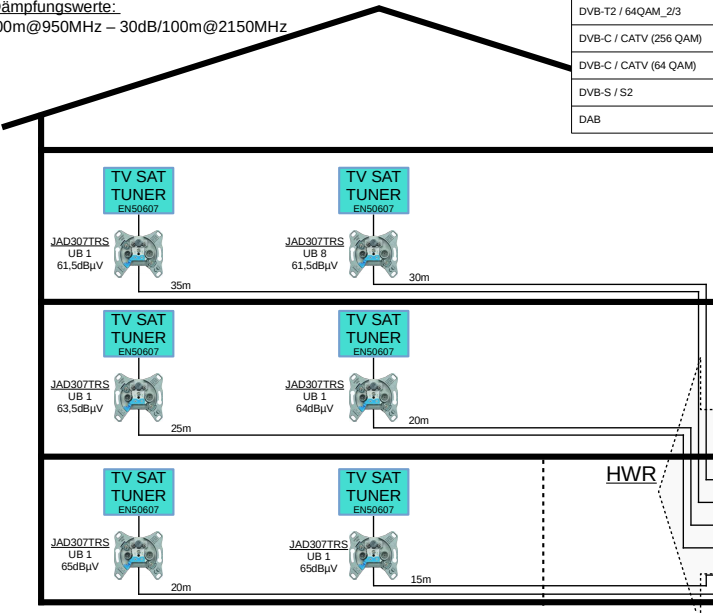 Dämpfungswerte:
00m@950MHz – 30dB/100m@2150MHz
DVB-T2 / 64QAM_2/3
DVB-C / CATV (256 QAM)
DVB-C / CATV (64 QAM)
DVB-S / S2
DAB
TV SAT
TUNER
EN50607
JAD307TRS
UB 1
61,5dBµV
35m
TV SAT
TUNER
EN50607
JAD307TRS
UB 8
61,5dBµV
30m
TV SAT
TUNER
EN50607
JAD307TRS
UB 1
63,5dBµV
25m
TV SAT
TUNER
EN50607
JAD307TRS
UB 1
64dBµV
20m
HWR
TV SAT
TUNER
EN50607
JAD307TRS
UB 1
65dBµV
20m
TV SAT
TUNER
EN50607
JAD307TRS
UB 1
65dBµV
15m